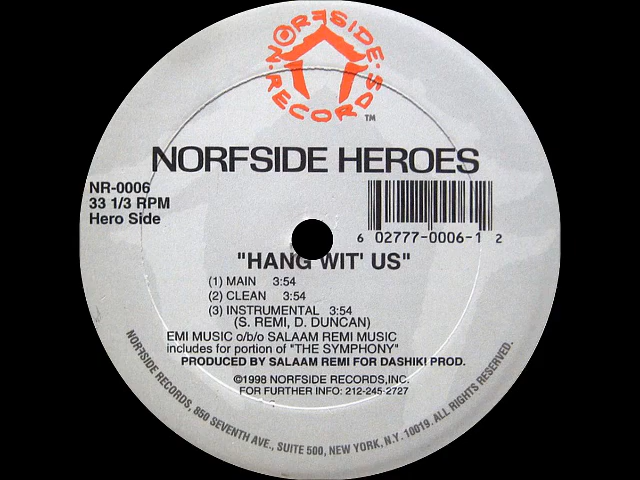 NORFSIDE
RECORDS
TM
NORFSIDE HEROES
NR-0006
33 1/3 RPM
Hero Side
6 02777-0006-1 2
"HANG WIT' US"
(1) MAIN 3:54
(2) CLEAN 3:54
(3) INSTRUMENTAL 3:54
(S. REMI, D. DUNCAN)
EMI MUSIC o/b/o SALAAM REMI MUSIC
includes for portion of "THE SYMPHONY"
PRODUCED BY SALAAM REMI FOR DASHIKI PROD.
©1998 NORFSIDE RECORDS,INC.
FOR FURTHER INFO: 212-245-2727
NORFSIDE RECORDS, 850 SEVENTH AVE., SUITE 500, NEW YORK, N.Y. 10019. ALL RIGHTS RESERVED.